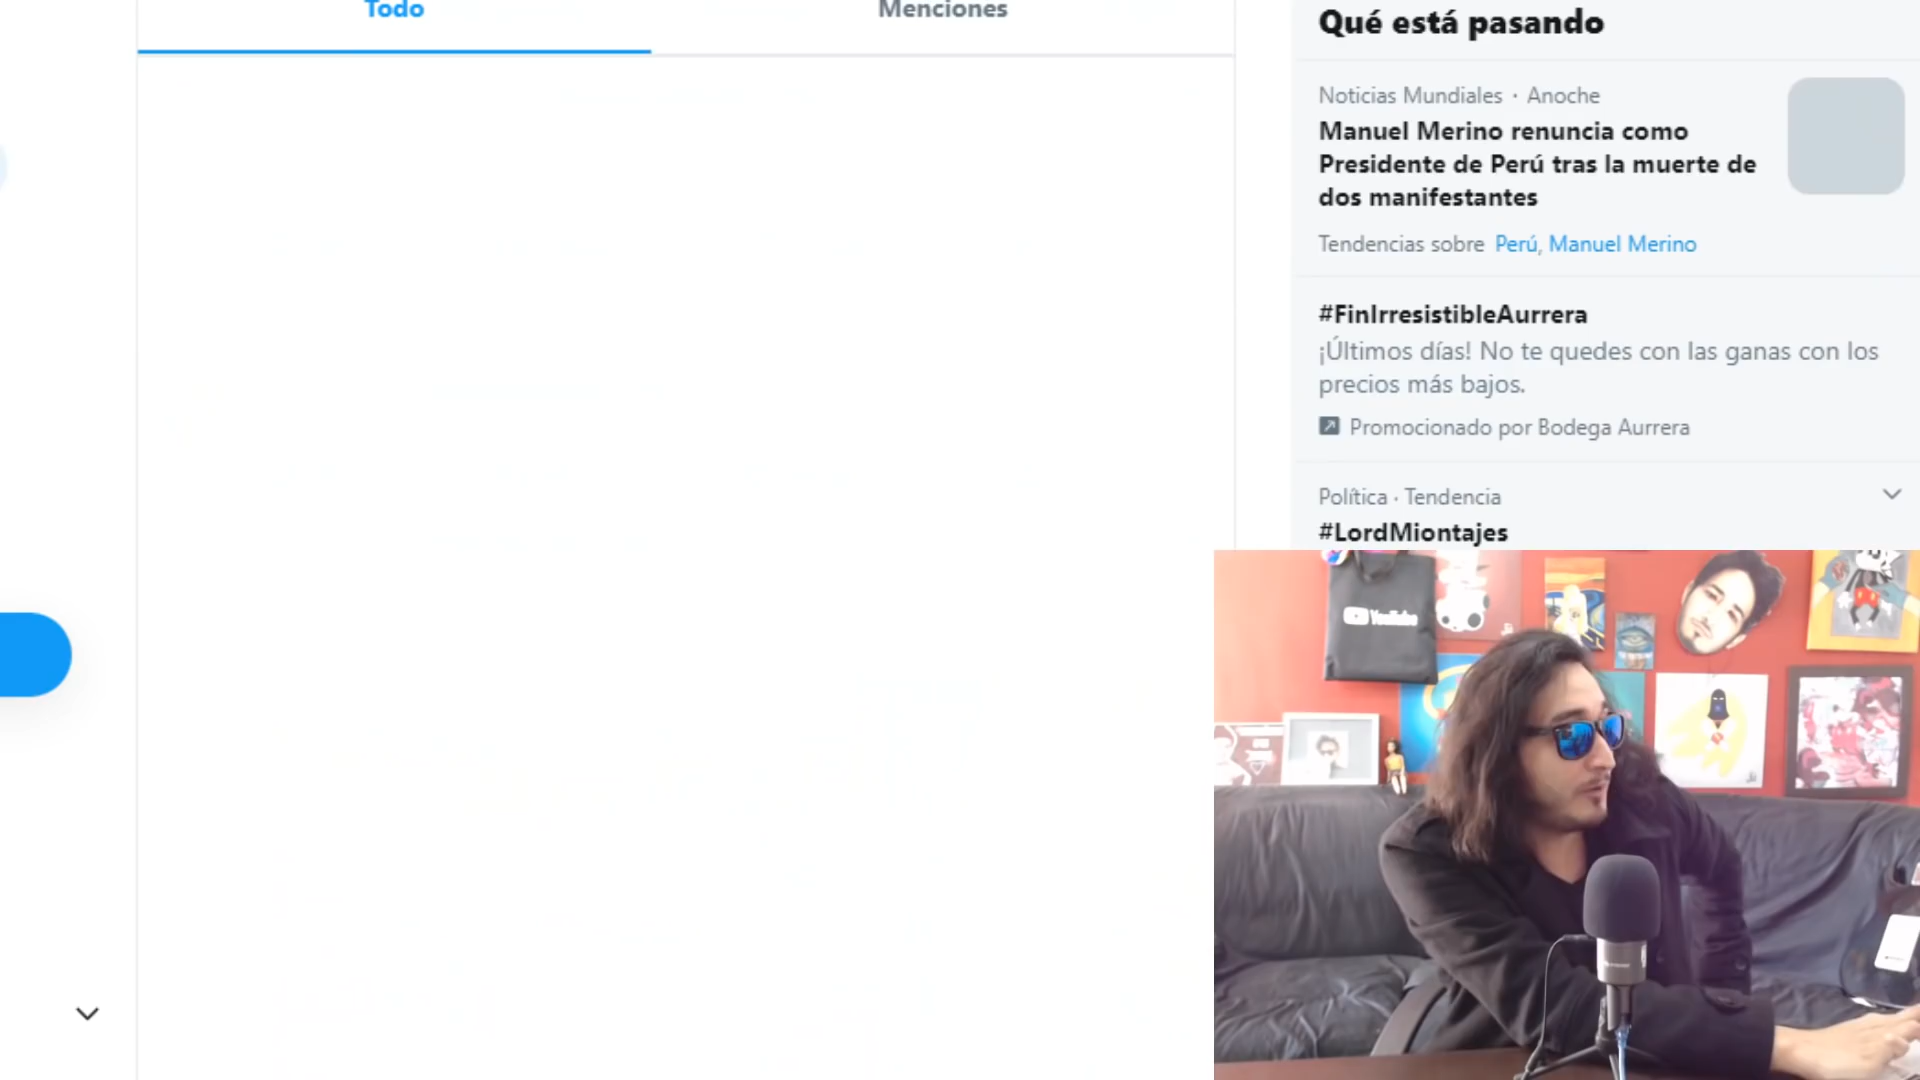 Todo
Menciones
Qué está pasando
Noticias Mundiales · Anoche
Manuel Merino renuncia como
Presidente de Perú tras la muerte de
dos manifestantes
Tendencias sobre Perú, Manuel Merino
#FinIrresistibleAurrera
¡Últimos días! No te quedes con las ganas con los
precios más bajos.
Promocionado por Bodega Aurrera
Política · Tendencia
#LordMiontajes
YouTube